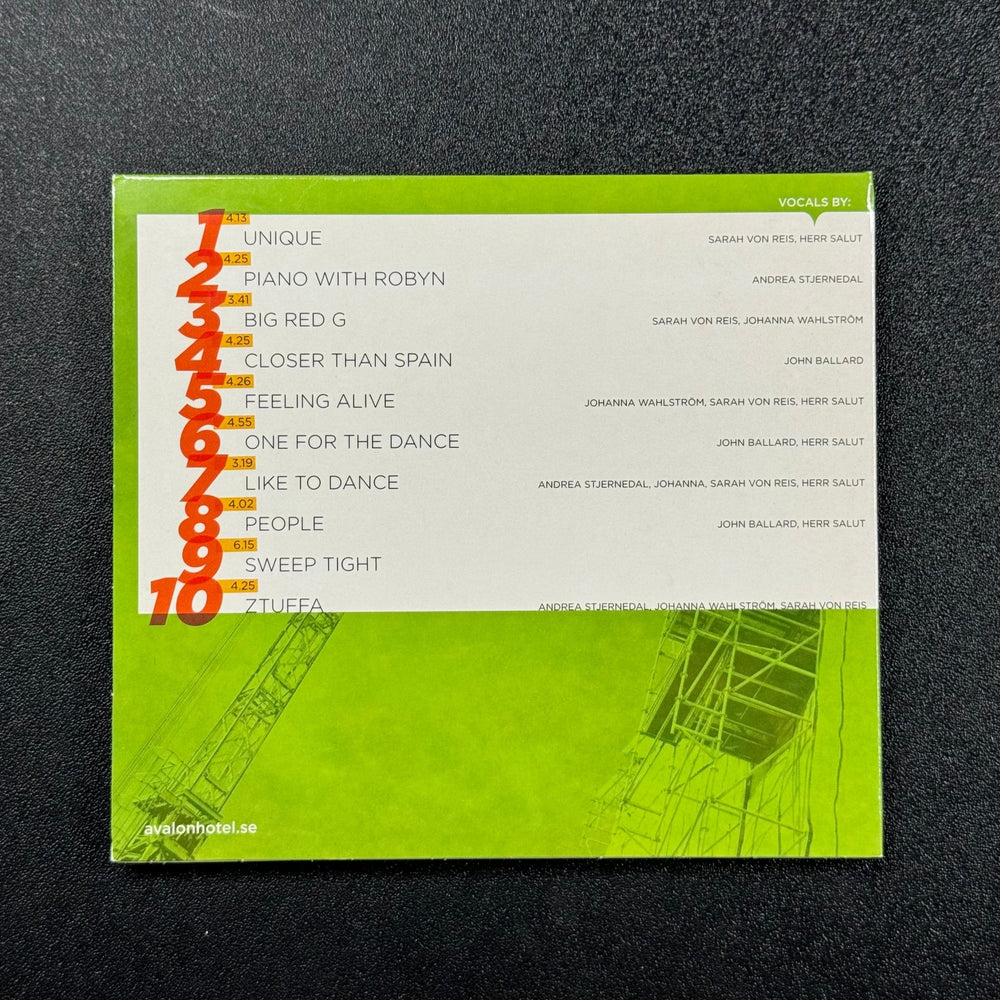 VOCALS BY:
4.13
1 UNIQUE SARAH VON REIS, HERR SALUT
4.25
2 PIANO WITH ROBYN ANDREA STJERNEDAL
3.41
3 BIG RED G SARAH VON REIS, JOHANNA WAHLSTRÖM
4.25
4 CLOSER THAN SPAIN JOHN BALLARD
4.26
5 FEELING ALIVE JOHANNA WAHLSTRÖM, SARAH VON REIS, HERR SALUT
4.55
6 ONE FOR THE DANCE JOHN BALLARD, HERR SALUT
3.19
7 LIKE TO DANCE ANDREA STJERNEDAL, JOHANNA, SARAH VON REIS, HERR SALUT
4.02
8 PEOPLE JOHN BALLARD, HERR SALUT
6.15
9 SWEEP TIGHT
4.25
10 ZTUFFA ANDREA STJERNEDAL, JOHANNA WAHLSTRÖM, SARAH VON REIS
avalonhotel.se